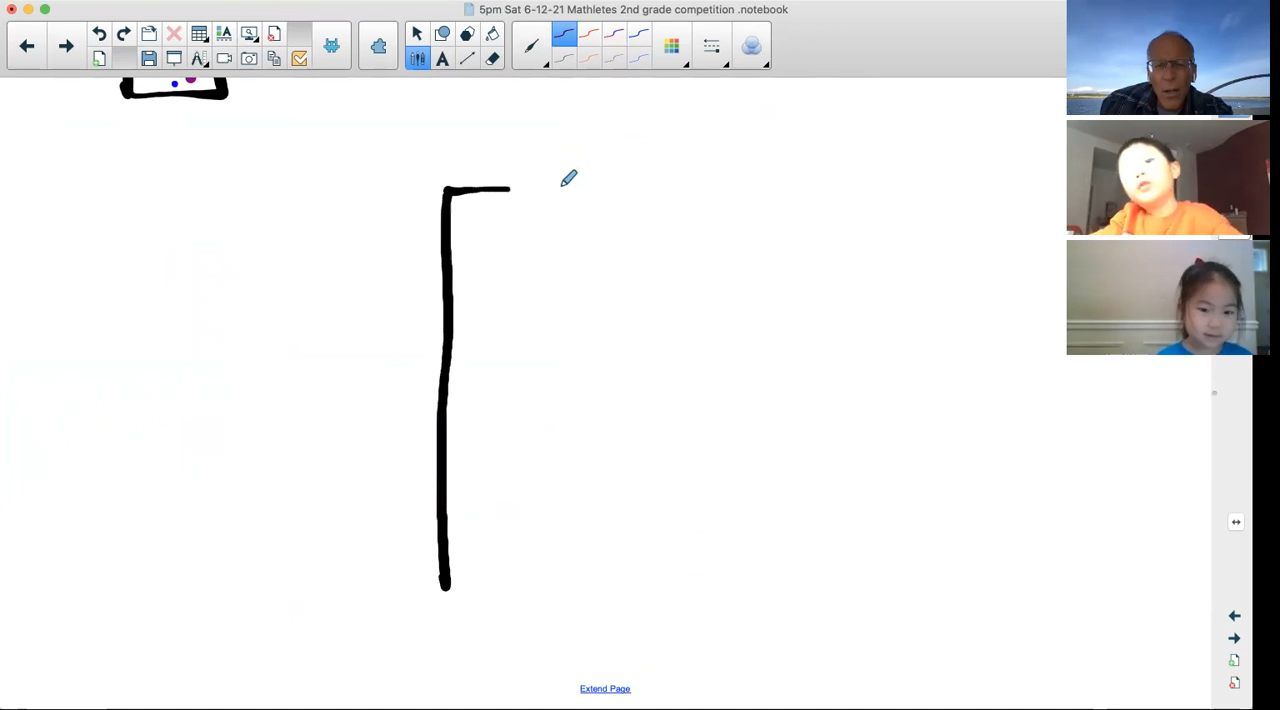 5pm Sat 6-12-21 Mathletes 2nd grade competition .notebook
Extend Page